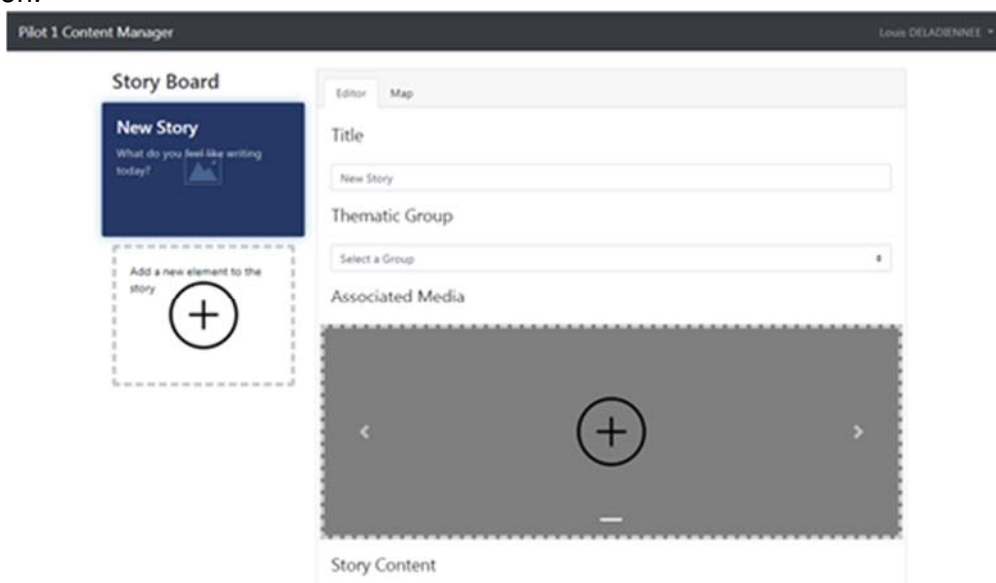 on.
Pilot 1 Content Manager
Louis DELADIENNEE
Story Board
New Story
What do you feel like writing
today?
Add a new element to the
story
Editor Map
Title
New Story
Thematic Group
Select a Group
Associated Media
Story Content